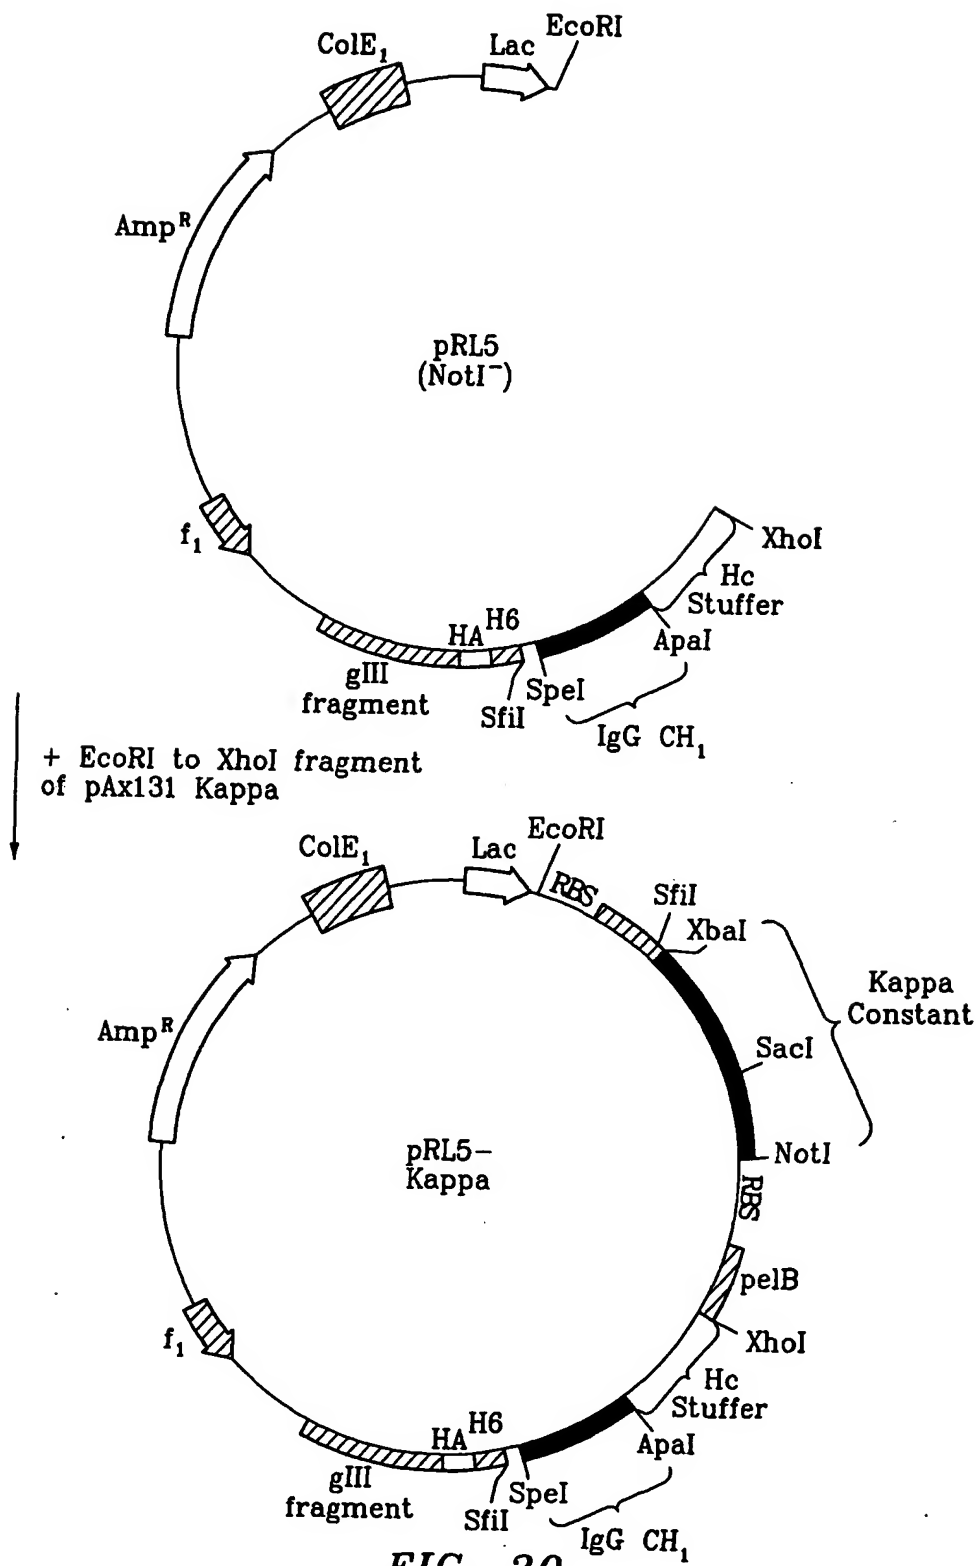 EcoRI
ColE1
Lac
AmpR
pRL5
(NotI-)
f1
XhoI
Hc
Stuffer
ApaI
H6
HA
gIII
fragment
SpeI
SfiI
IgG CH1
+ EcoRI to XhoI fragment
of pAx131 Kappa
EcoRI
ColE1
Lac
RBS
SfiI
XbaI
Kappa
Constant
AmpR
SacI
pRL5-
Kappa
NotI
RBS
pelB
f1
XhoI
Hc
Stuffer
H6
HA
ApaI
gIII
fragment
SpeI
SfiI
IgG CH1